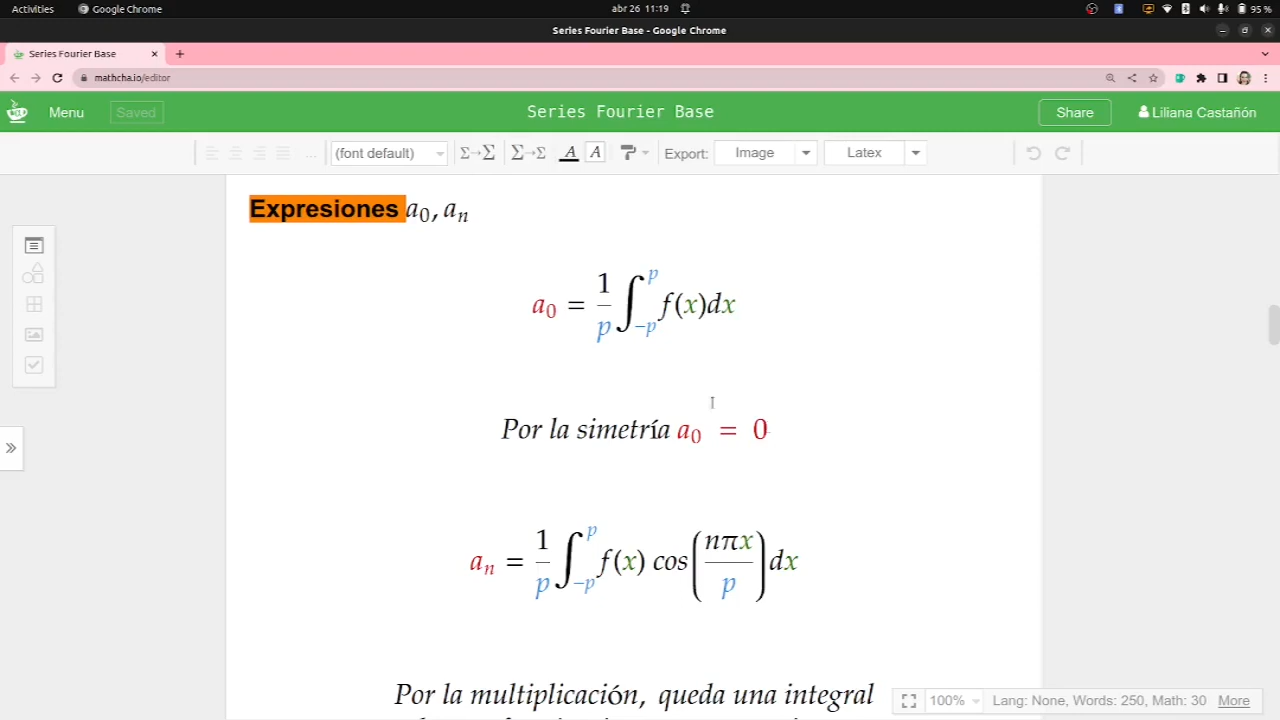 Activities Google Chrome abr 26 11:19 95 %
Series Fourier Base - Google Chrome
Series Fourier Base × +
mathcha.io/editor
Menu Saved Series Fourier Base Share Liliana Castañón
... (font default) Σ→Σ Σ→Σ A A Export: Image Latex
Expresiones a₀, aₙ
a₀ = 1/p ∫₋ₚᵖ f(x)dx
Por la simetría a₀ = 0
aₙ = 1/p ∫₋ₚᵖ f(x) cos(nπx/p) dx
Por la multiplicación, queda una integral
100% Lang: None, Words: 250, Math: 30 More